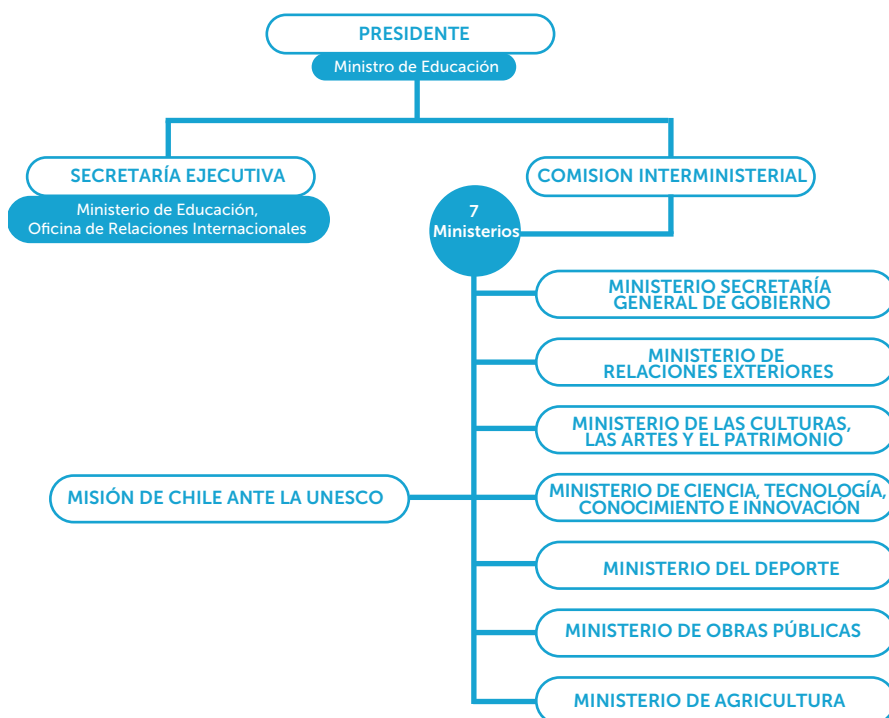 PRESIDENTE
Ministro de Educación
SECRETARÍA EJECUTIVA
Ministerio de Educación,
Oficina de Relaciones Internacionales
COMISION INTERMINISTERIAL
7
Ministerios
MINISTERIO SECRETARÍA
GENERAL DE GOBIERNO
MINISTERIO DE
RELACIONES EXTERIORES
MINISTERIO DE LAS CULTURAS,
LAS ARTES Y EL PATRIMONIO
MISIÓN DE CHILE ANTE LA UNESCO
MINISTERIO DE CIENCIA, TECNOLOGÍA,
CONOCIMIENTO E INNOVACIÓN
MINISTERIO DEL DEPORTE
MINISTERIO DE OBRAS PÚBLICAS
MINISTERIO DE AGRICULTURA